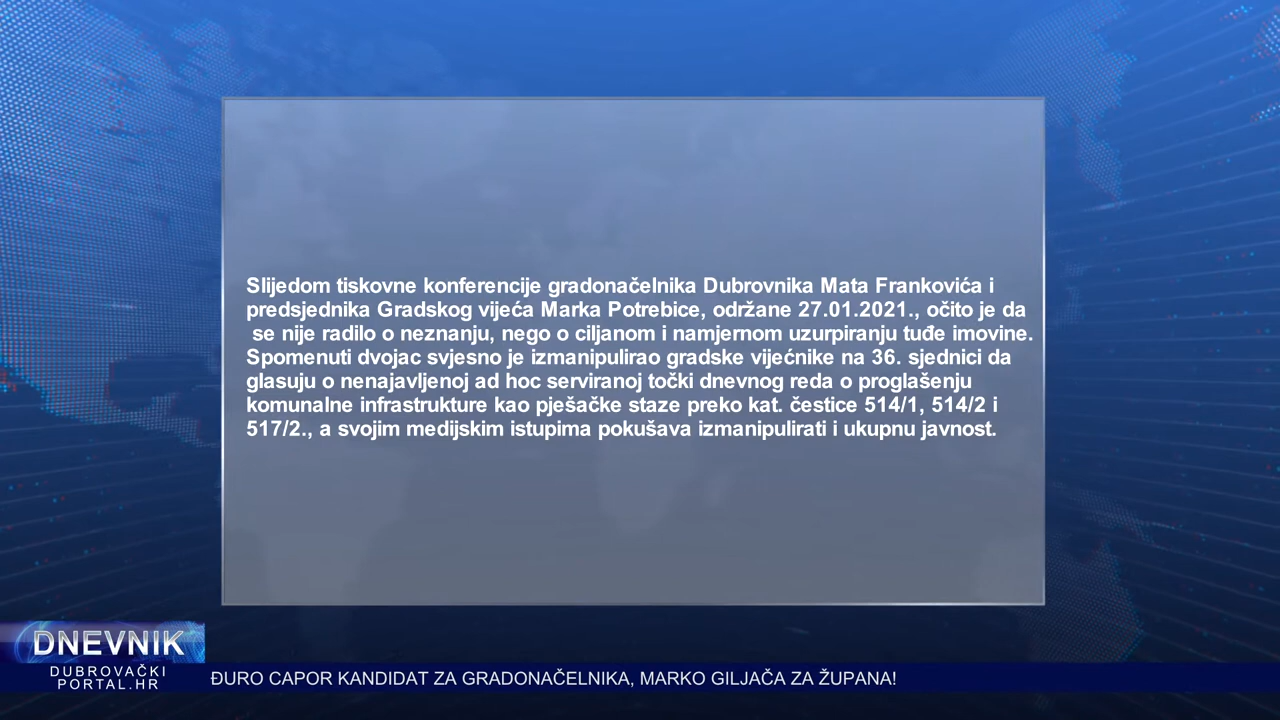 Slijedom tiskovne konferencije gradonačelnika Dubrovnika Mata Frankovića i
predsjednika Gradskog vijeća Marka Potrebice, održane 27.01.2021., očito je da
se nije radilo o neznanju, nego o ciljanom i namjernom uzurpiranju tuđe imovine.
Spomenuti dvojac svjesno je izmanipulirao gradske vijećnike na 36. sjednici da
glasuju o nenajavljenoj ad hoc serviranoj točki dnevnog reda o proglašenju
komunalne infrastrukture kao pješačke staze preko kat. čestice 514/1, 514/2 i
517/2., a svojim medijskim istupima pokušava izmanipulirati i ukupnu javnost.
DNEVNIK
DUBROVAČKI
PORTAL.HR
ĐURO CAPOR KANDIDAT ZA GRADONAČELNIKA, MARKO GILJAČA ZA ŽUPANA!